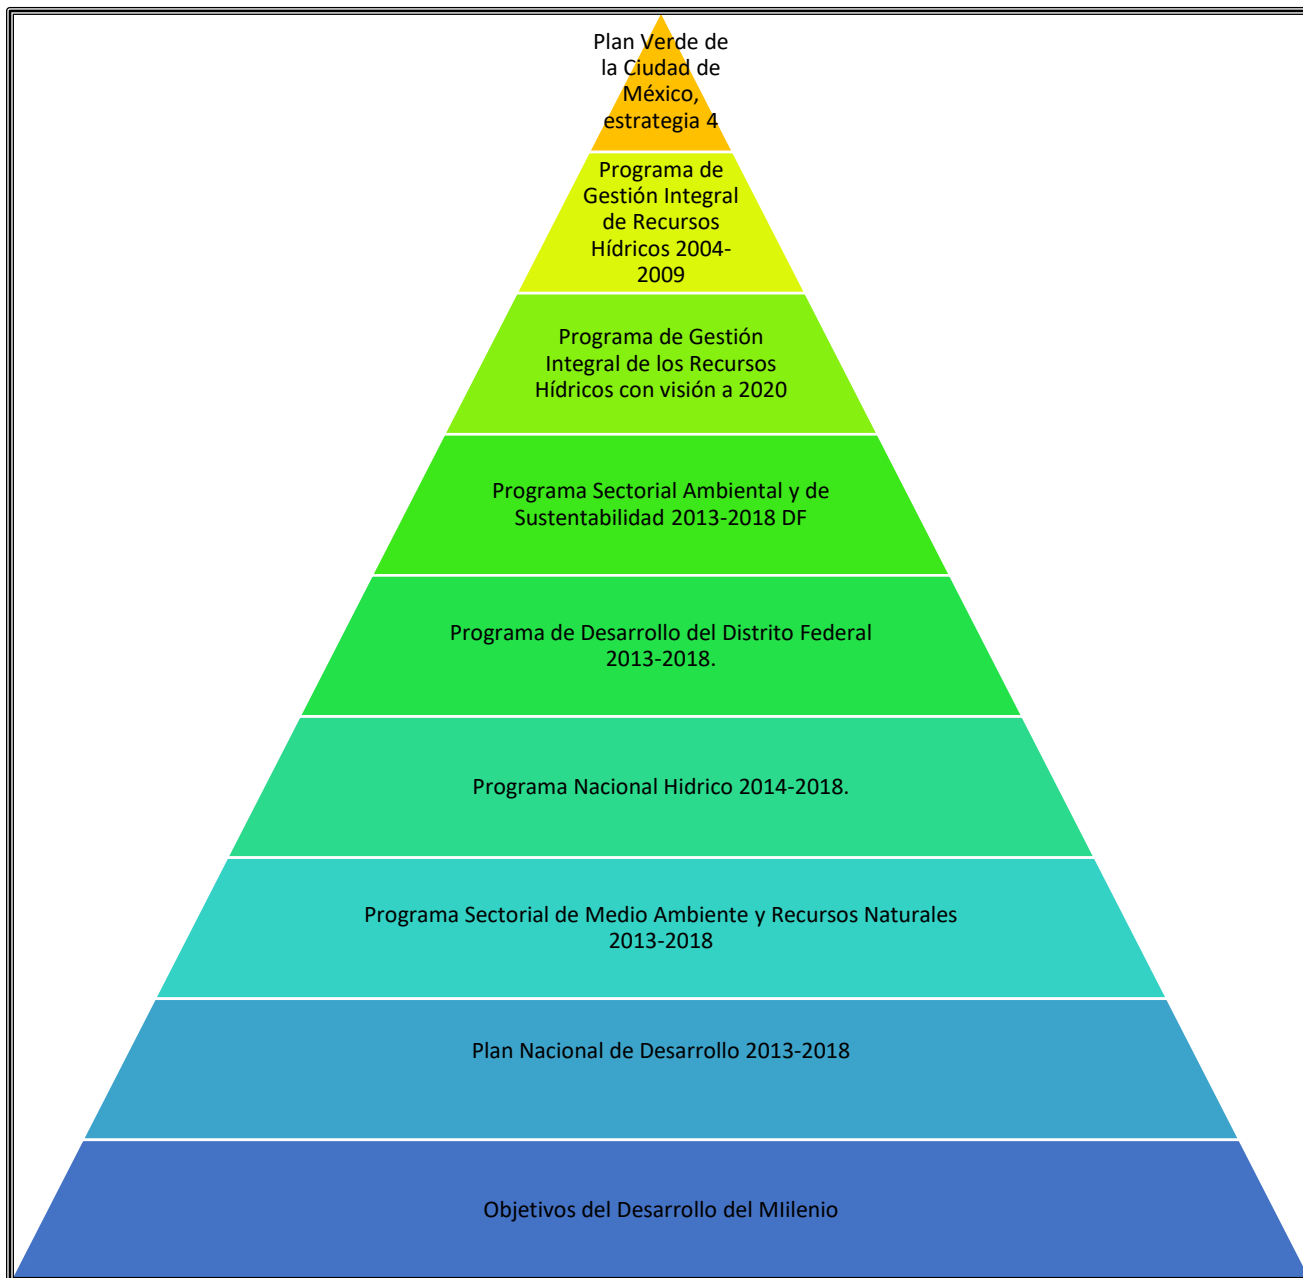 Plan Verde de
la Ciudad de
México,
estrategia 4
Programa de
Gestión Integral
de Recursos
Hídricos 2004-
2009
Programa de Gestión
Integral de los Recursos
Hídricos con visión a 2020
Programa Sectorial Ambiental y de
Sustentabilidad 2013-2018 DF
Programa de Desarrollo del Distrito Federal
2013-2018.
Programa Nacional Hidrico 2014-2018.
Programa Sectorial de Medio Ambiente y Recursos Naturales
2013-2018
Plan Nacional de Desarrollo 2013-2018
Objetivos del Desarrollo del MIilenio